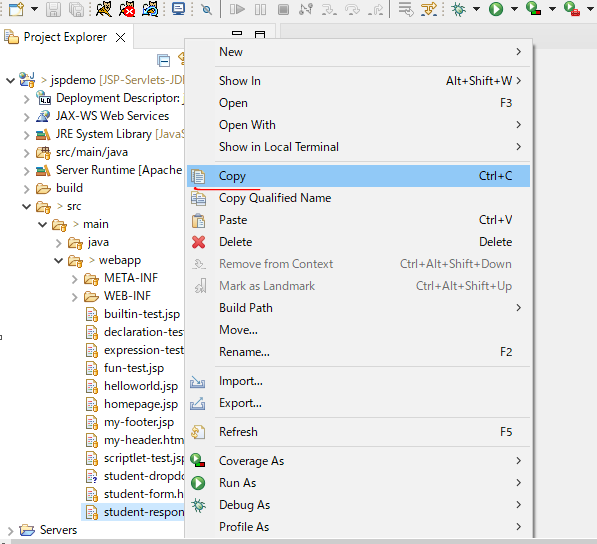 Project Explorer
New
jspdemo [JSP-Servlets-JD
Show In Alt+Shift+W
Deployment Descriptor:
Open F3
JAX-WS Web Services
Open With
JRE System Library [JavaS
Show in Local Terminal
src/main/java
Server Runtime [Apache
Copy Ctrl+C
build
Copy Qualified Name
src
Paste Ctrl+V
main
Delete Delete
java
Remove from Context Ctrl+Alt+Shift+Down
webapp
META-INF
Mark as Landmark Ctrl+Alt+Shift+Up
WEB-INF
Build Path
builtin-test.jsp
Move...
declaration-tes
Rename... F2
expression-test
fun-test.jsp
Import...
helloworld.jsp
Export...
homepage.jsp
my-footer.jsp
Refresh F5
my-header.htm
scriptlet-test.jsp
Coverage As
student-dropdo
Run As
student-form.h
Debug As
student-respon
Profile As
Servers